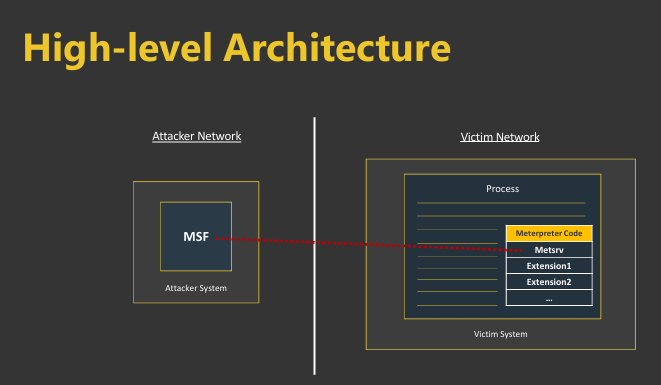 High-level Architecture
Attacker Network
Victim Network
MSF
Attacker System
Process
Meterpreter Code
Metsrv
Extension1
Extension2
...
Victim System